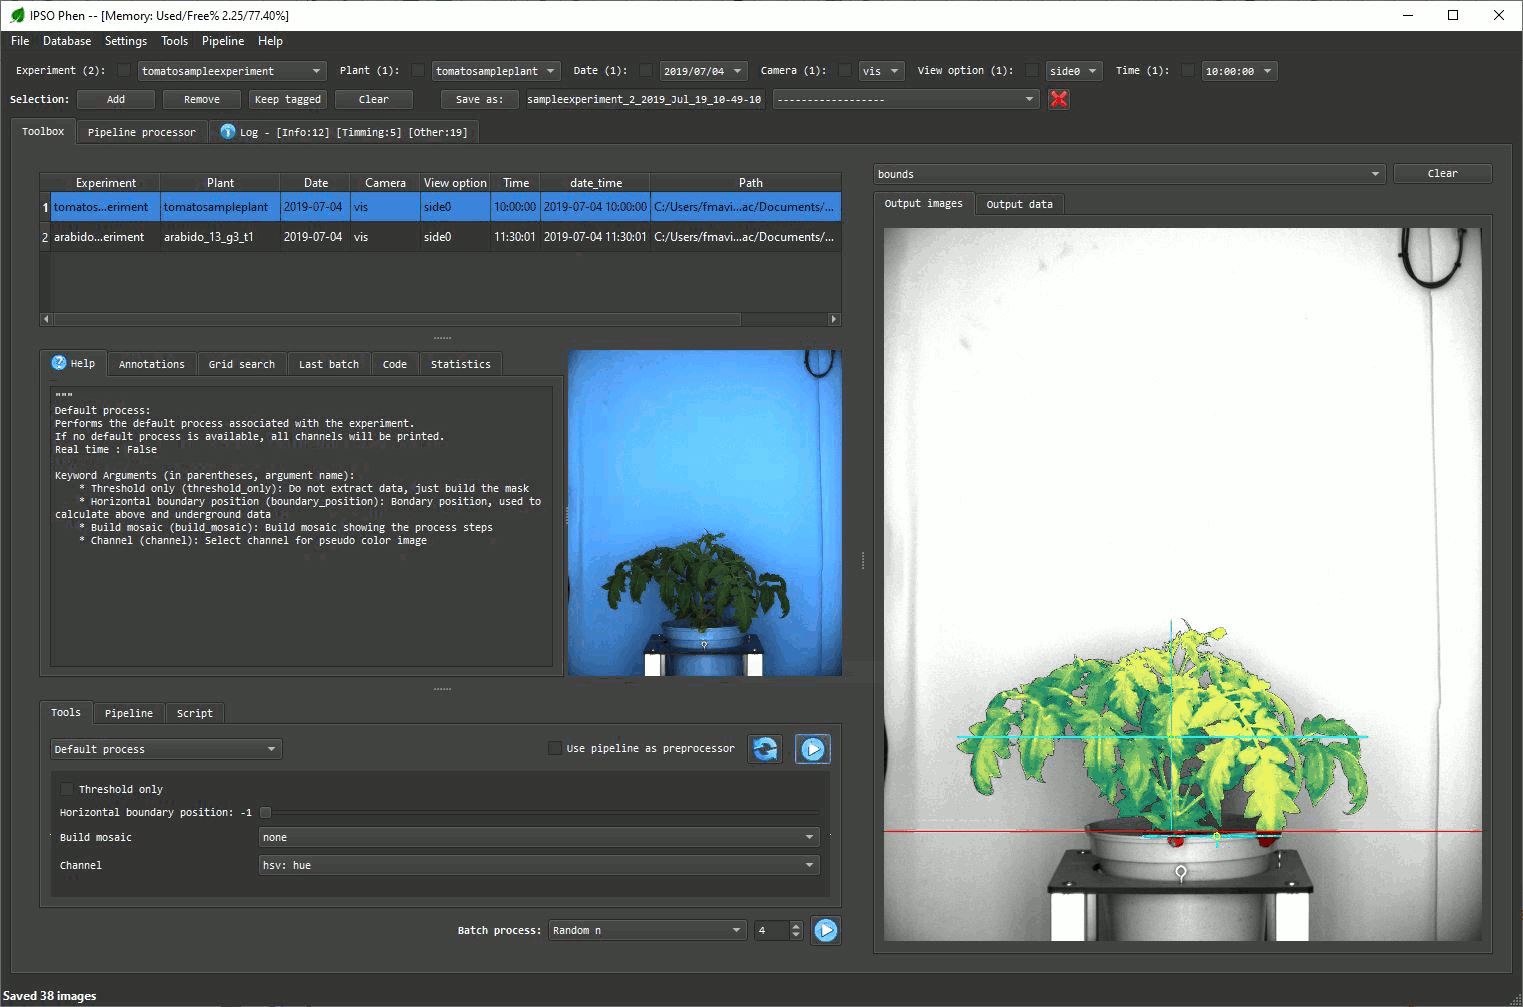 IPSO Phen -- [Memory: Used/Free% 2.25/77.40%]
File Database Settings Tools Pipeline Help
Experiment (2): tomatosampleexperiment Plant (1): tomatosampleplant Date (1): 2019/07/04 Camera (1): vis View option (1): side0 Time (1): 10:00:00
Selection: Add Remove Keep tagged Clear Save as: sampleexperiment_2_2019_Jul_19_10-49-10 ------------------
Toolbox Pipeline processor Log - [Info:12] [Timming:5] [Other:19]
Experiment Plant Date Camera View option Time date_time Path
1 tomatos...eriment tomatosampleplant 2019-07-04 vis side0 10:00:00 2019-07-04 10:00:00 C:/Users/fmavi...ac/Documents/...
2 arabido...eriment arabido_13_g3_t1 2019-07-04 vis side0 11:30:01 2019-07-04 11:30:01 C:/Users/fmavi...ac/Documents/...
Help Annotations Grid search Last batch Code Statistics
"""
Default process:
Performs the default process associated with the experiment.
If no default process is available, all channels will be printed.
Real time : False
Keyword Arguments (in parentheses, argument name):
* Threshold only (threshold_only): Do not extract data, just build the mask
* Horizontal boundary position (boundary_position): Bondary position, used to
calculate above and underground data
* Build mosaic (build_mosaic): Build mosaic showing the process steps
* Channel (channel): Select channel for pseudo color image
Tools Pipeline Script
Default process Use pipeline as preprocessor
Threshold only
Horizontal boundary position: -1
Build mosaic none
Channel hsv: hue
Batch process: Random n 4
bounds Clear
Output images Output data
Saved 38 images